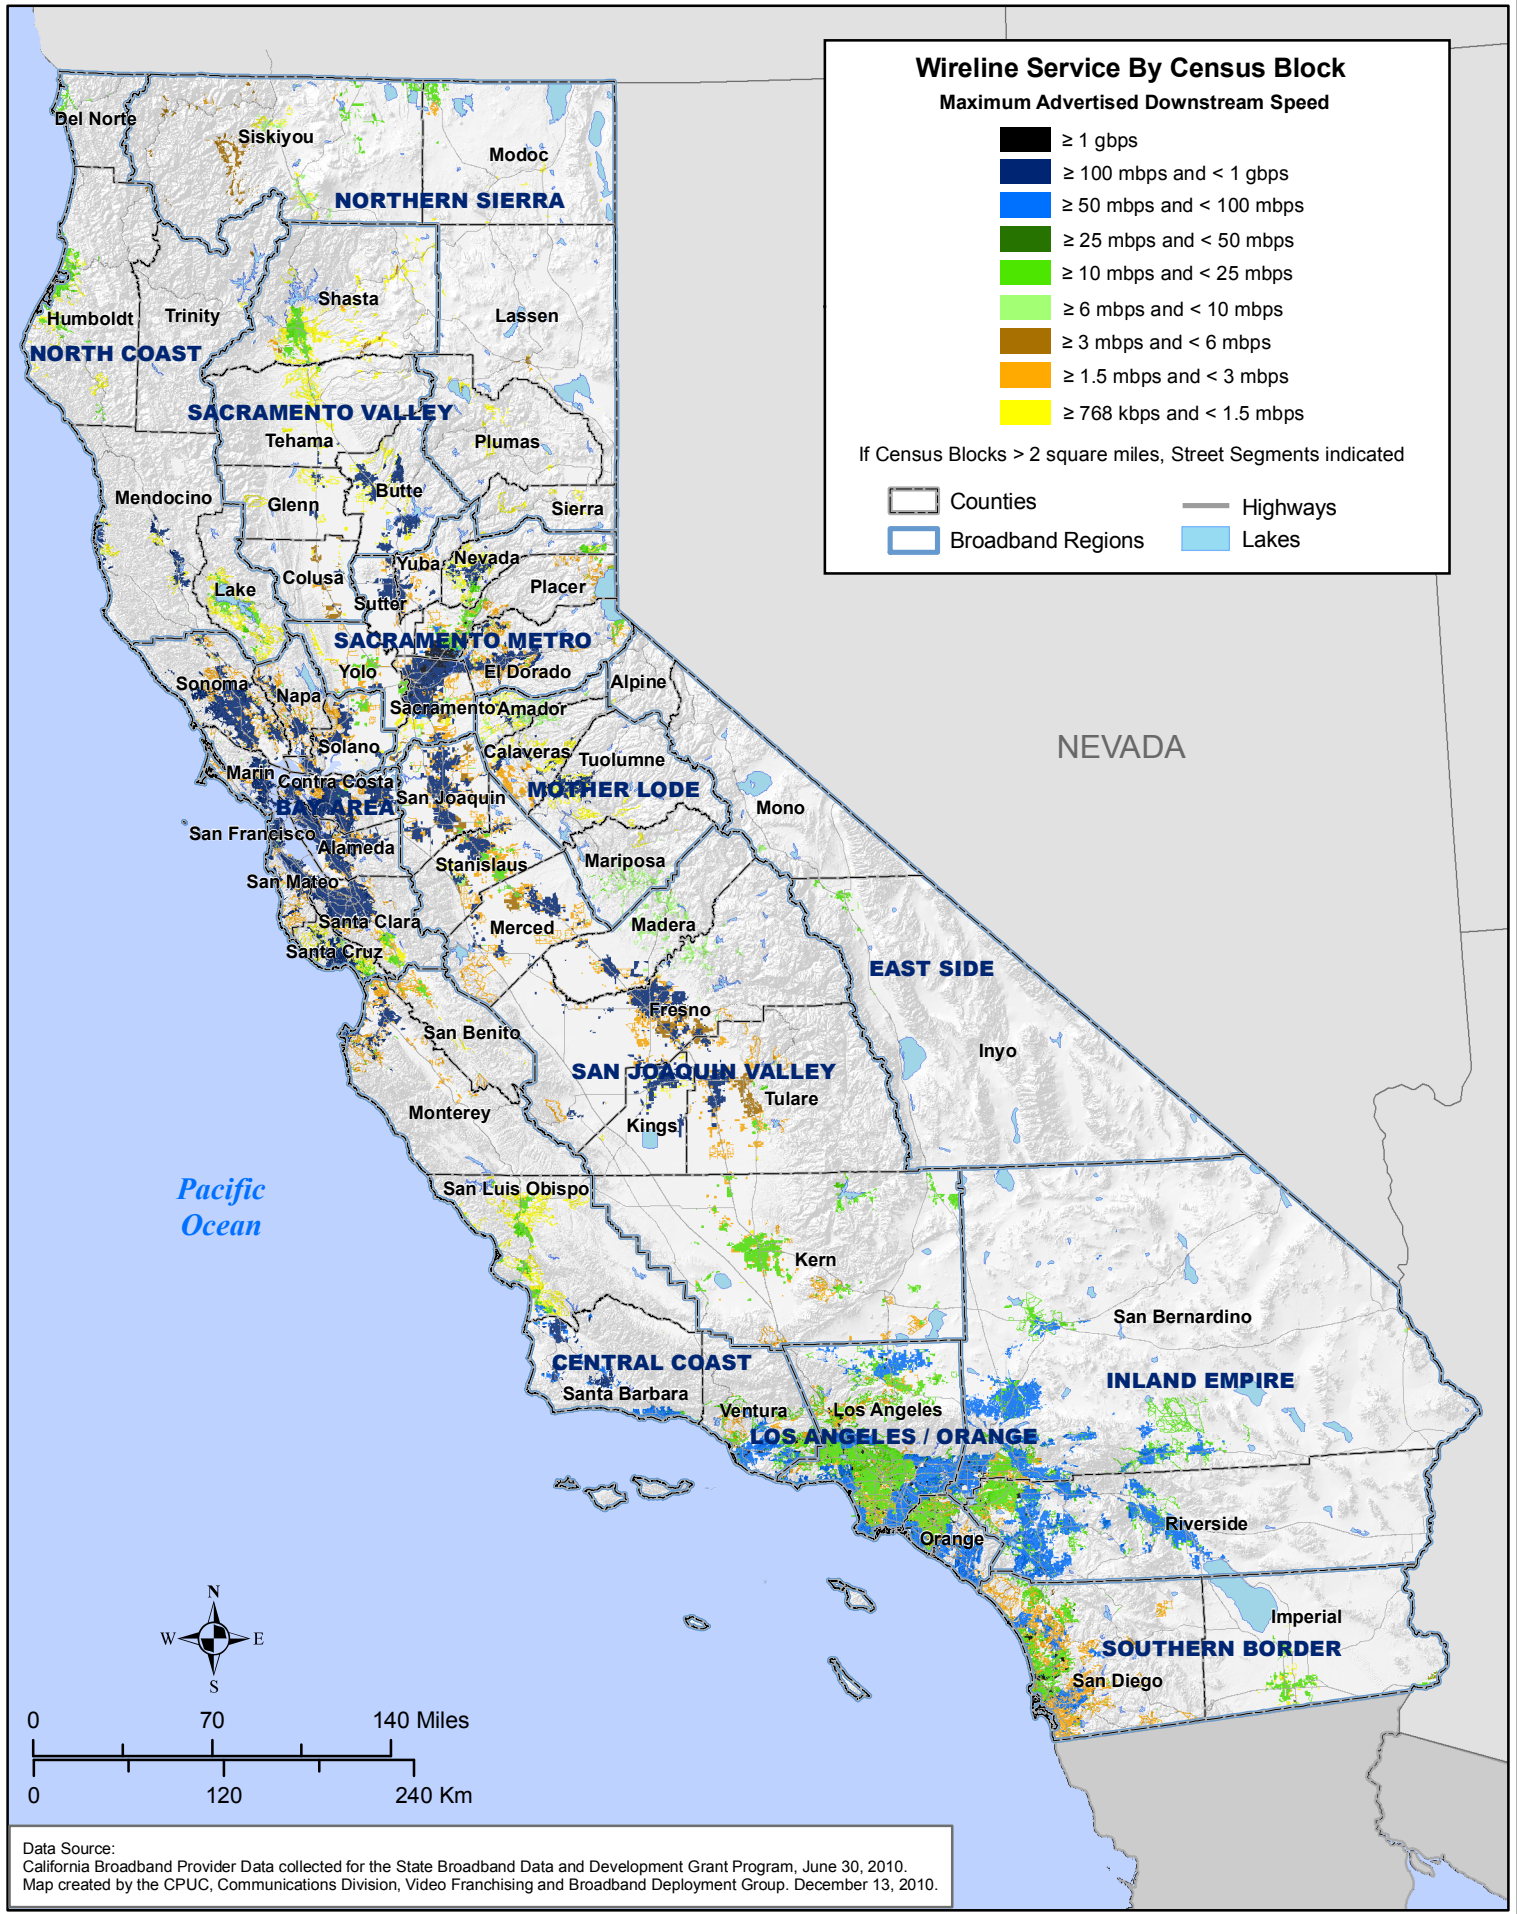 Wireline Service By Census Block
Maximum Advertised Downstream Speed
≥ 1 gbps
≥ 100 mbps and < 1 gbps
≥ 50 mbps and < 100 mbps
≥ 25 mbps and < 50 mbps
≥ 10 mbps and < 25 mbps
≥ 6 mbps and < 10 mbps
≥ 3 mbps and < 6 mbps
≥ 1.5 mbps and < 3 mbps
≥ 768 kbps and < 1.5 mbps
If Census Blocks > 2 square miles, Street Segments indicated
Counties
Highways
Broadband Regions
Lakes
Del Norte
Siskiyou
Modoc
NORTHERN SIERRA
Shasta
Humboldt
Trinity
Lassen
NORTH COAST
SACRAMENTO VALLEY
Tehama
Plumas
Mendocino
Butte
Glenn
Sierra
Yuba
Nevada
Colusa
Placer
Lake
Sutter
SACRAMENTO METRO
Yolo
El Dorado
Sonoma
Napa
Alpine
Sacramento
Amador
Solano
Calaveras
Tuolumne
NEVADA
Marin
Contra Costa
MOTHER LODE
BAY AREA
San Joaquin
Mono
San Francisco
Alameda
Stanislaus
Mariposa
San Mateo
Santa Clara
Merced
Madera
Santa Cruz
EAST SIDE
Fresno
San Benito
Inyo
SAN JOAQUIN VALLEY
Tulare
Monterey
Kings
Pacific
Ocean
San Luis Obispo
Kern
San Bernardino
CENTRAL COAST
INLAND EMPIRE
Santa Barbara
Ventura
Los Angeles
LOS ANGELES / ORANGE
Riverside
Orange
Imperial
SOUTHERN BORDER
San Diego
N
W
E
S
0
70
140 Miles
0
120
240 Km
Data Source:
California Broadband Provider Data collected for the State Broadband Data and Development Grant Program, June 30, 2010.
Map created by the CPUC, Communications Division, Video Franchising and Broadband Deployment Group. December 13, 2010.